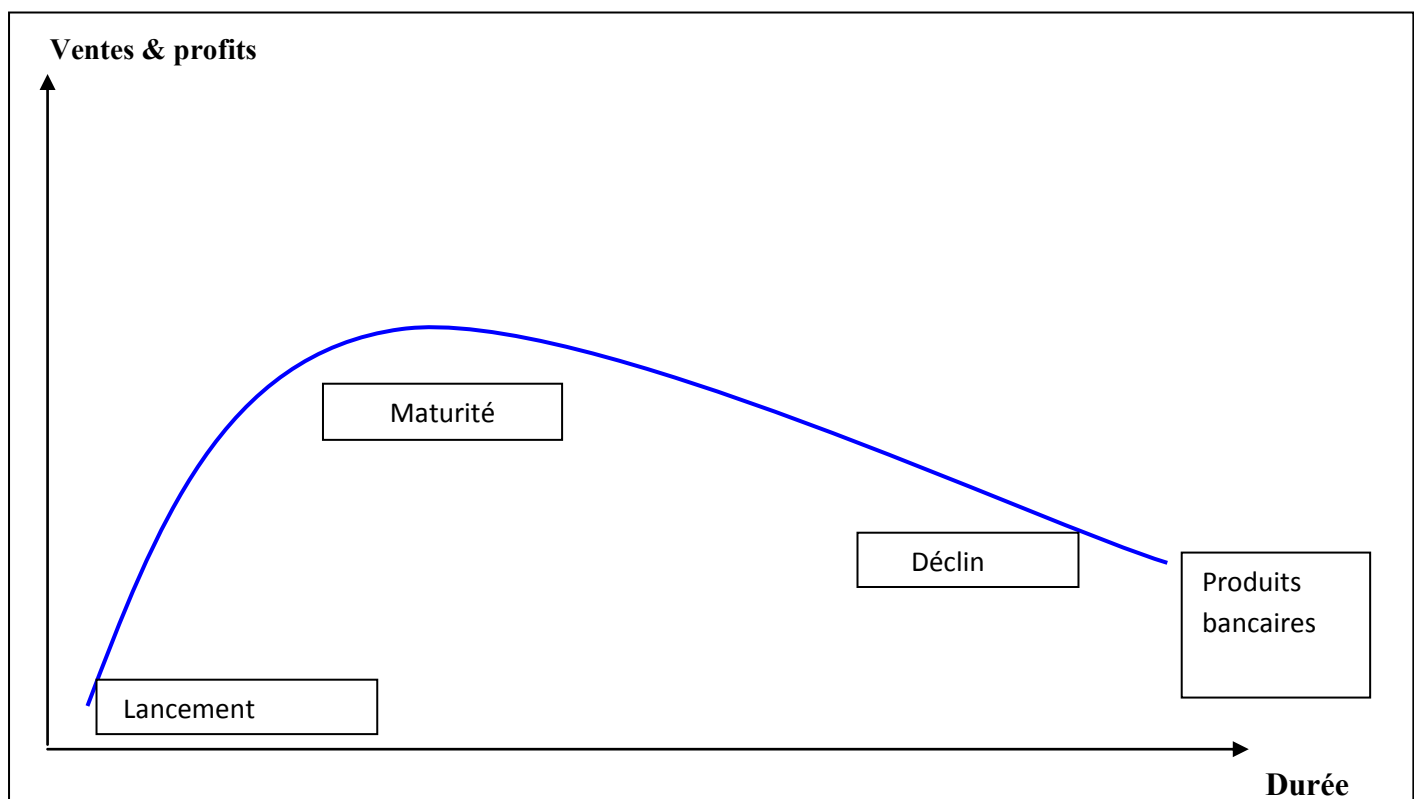 Ventes & profits
Maturité
Déclin
Produits
bancaires
Lancement
Durée